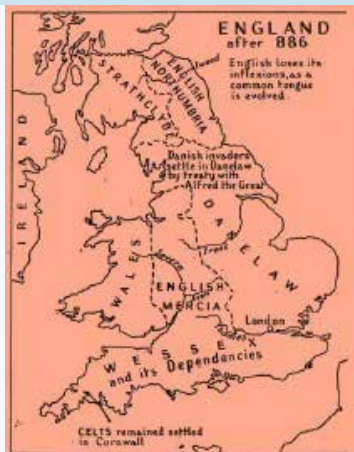 ENGLAND
after 886
English loses its
inflexions, as a
common tongue
is evolved.
Tweed
ENGLISH
NORTHUMBRIA
STRATHCLYDE
IRELAND
Danish invaders
settle in Danelaw
by treaty with
Alfred the Great
DANELAW
Trent
WALES
ENGLISH
MERCIA
London
WESSEX
and its Dependencies
CELTS remained settled
in Cornwall